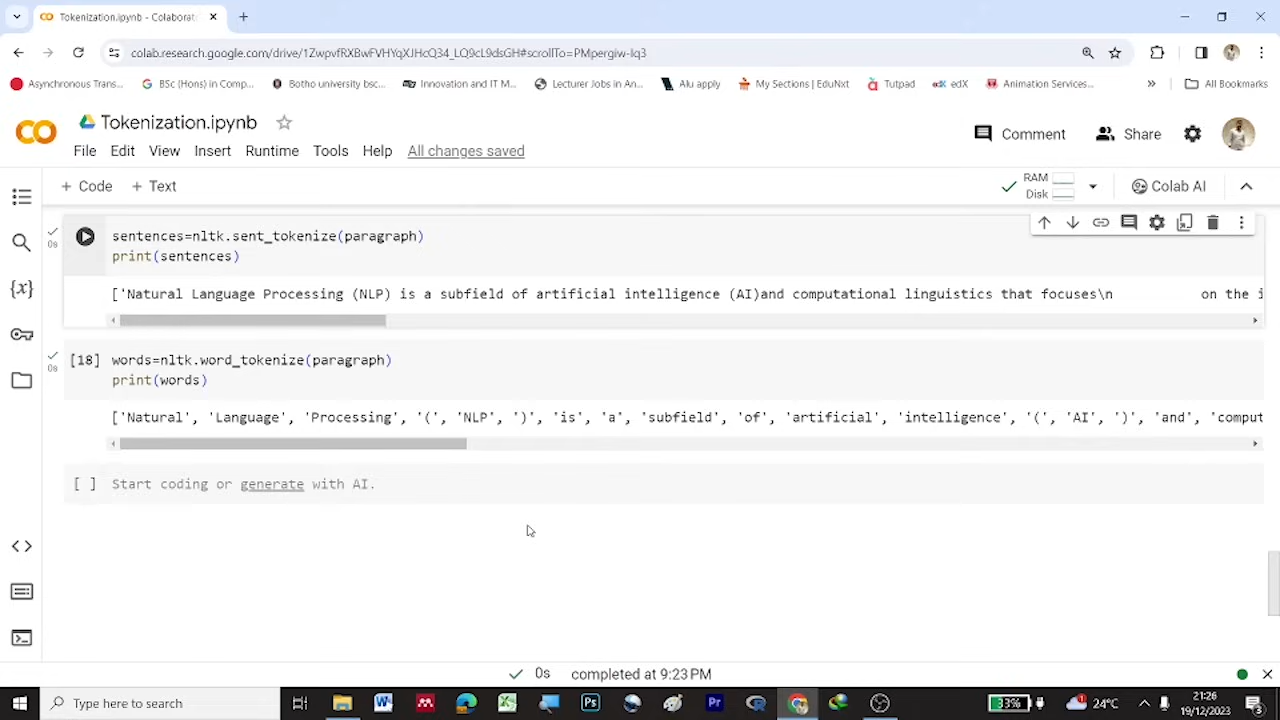 Tokenization.ipynb - Colaborat
colab.research.google.com/drive/1ZwpvfRXBwFVHYqXJHcQ34_LQ9cL9dsGH#scrollTo=PMpergiw-Iq3
Asynchronous Trans...
BSc (Hons) in Comp...
Botho university bsc...
Innovation and IT M...
Lecturer Jobs in An...
Alu apply
My Sections | EduNxt
Tutpad
edX
Animation Services...
»
All Bookmarks
Tokenization.ipynb
Comment
Share
File Edit View Insert Runtime Tools Help All changes saved
+ Code + Text
RAM
Disk
Colab AI
0s
sentences=nltk.sent_tokenize(paragraph)
print(sentences)
['Natural Language Processing (NLP) is a subfield of artificial intelligence (AI)and computational linguistics that focuses\n on the i
0s
[18] words=nltk.word_tokenize(paragraph)
print(words)
['Natural', 'Language', 'Processing', '(', 'NLP', ')', 'is', 'a', 'subfield', 'of', 'artificial', 'intelligence', '(', 'AI', ')', 'and', 'comput
[ ] Start coding or generate with AI.
0s completed at 9:23 PM
Type here to search
33%
24°C
21:26
19/12/2023
3